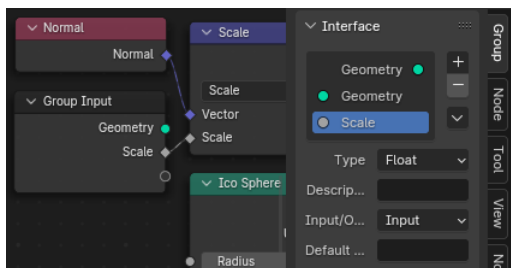 Normal
Normal
Group Input
Geometry
Scale
Scale
Scale
Vector
Scale
Ico Sphere
Radius
Interface
Geometry
Geometry
Scale
Type Float
Descrip...
Input/O... Input
Default ...
Group
Node
Tool
View